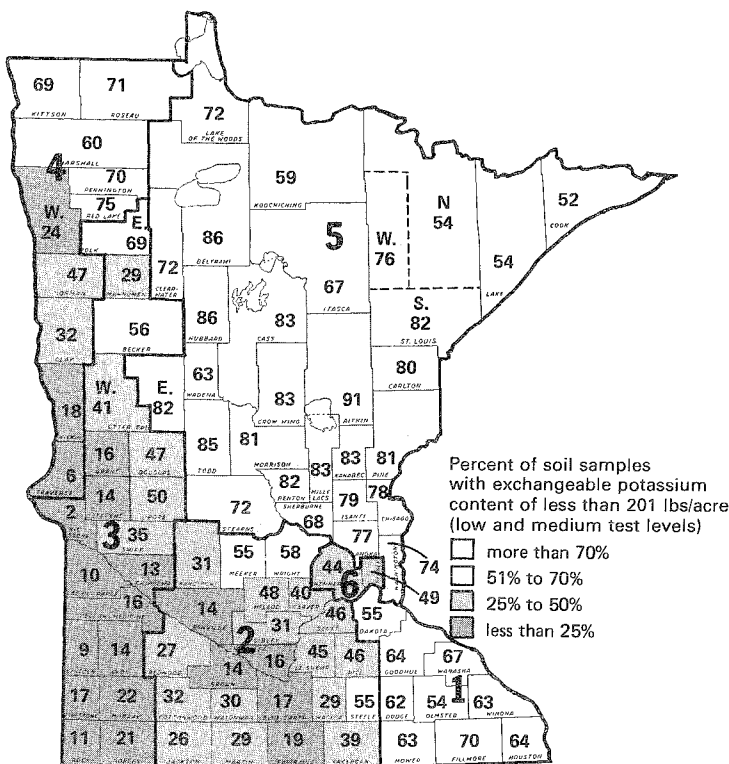 69
71
KITTSON
ROSEAU
72
LAKE
OF THE WOODS
60
MARSHALL
4
70
PENNINGTON
75
RED LAKE
W.
24
E.
69
POLK
59
KOOCHICHING
5
N
54
52
COOK
W.
76
86
BELTRAMI
72
CLEAR-
WATER
47
29
54
LAKE
67
ITASCA
S.
82
ST. LOUIS
32
CLAY
56
BECKER
86
HUBBARD
83
CASS
80
CARLTON
63
WADENA
W.
41
E.
82
OTTER TAIL
18
83
CROW WING
91
AITKIN
85
TODD
81
MORRISON
16
47
6
TRAVERSE
83
KANABEC
81
PINE
83
MILLE
LACS
82
BENTON
SHERBURNE
79
ISANTI
78
CHISAGO
2
14
50
72
STEARNS
68
77
74
3
35
31
55
MEEKER
58
WRIGHT
44
6
49
10
13
16
14
48
40
46
55
DAKOTA
2
31
9
14
27
14
16
45
46
64
GOODHUE
67
WABASHA
17
22
32
30
17
29
55
STEELE
62
DODGE
54
OLMSTED
1
63
WINONA
11
21
26
29
19
39
63
MOWER
70
FILLMORE
64
HOUSTON
Percent of soil samples
with exchangeable potassium
content of less than 201 lbs/acre
(low and medium test levels)
more than 70%
51% to 70%
25% to 50%
less than 25%